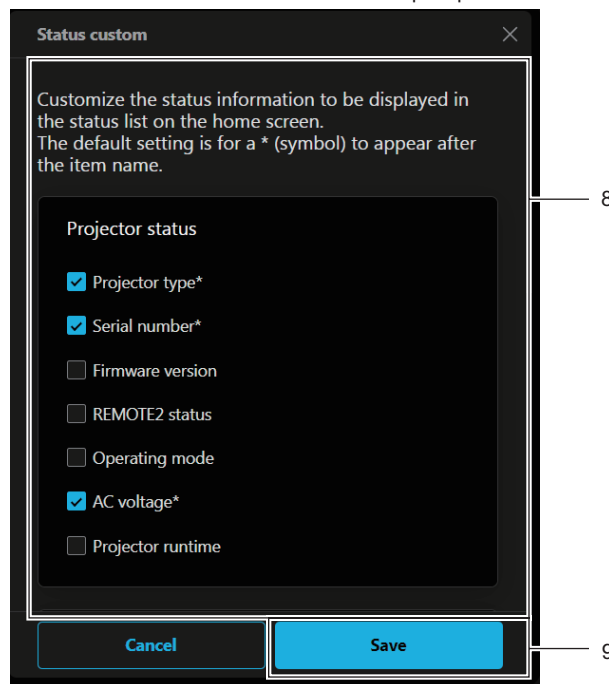 Status custom
Customize the status information to be displayed in
the status list on the home screen.
The default setting is for a * (symbol) to appear after
the item name.
8
Projector status
Projector type*
Serial number*
Firmware version
REMOTE2 status
Operating mode
AC voltage*
Projector runtime
Cancel
Save
9